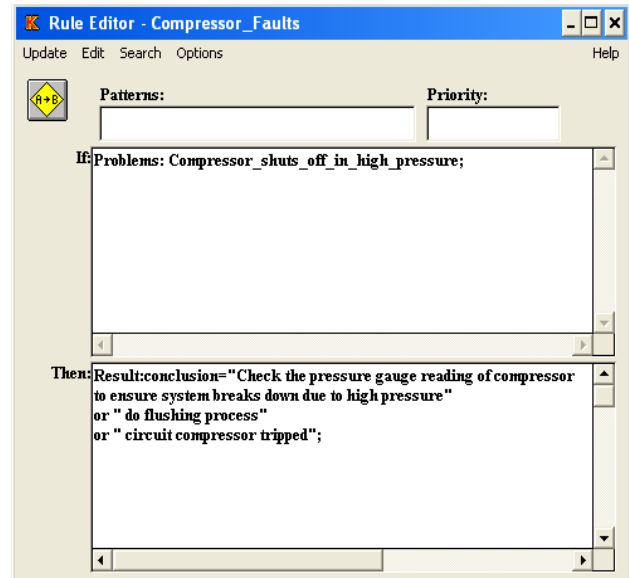 K Rule Editor - Compressor_Faults
Update Edit Search Options Help
A→B
Patterns: Priority:
If: Problems: Compressor_shuts_off_in_high_pressure;
Then: Result:conclusion="Check the pressure gauge reading of compressor
to ensure system breaks down due to high pressure"
or " do flushing process"
or " circuit compressor tripped";